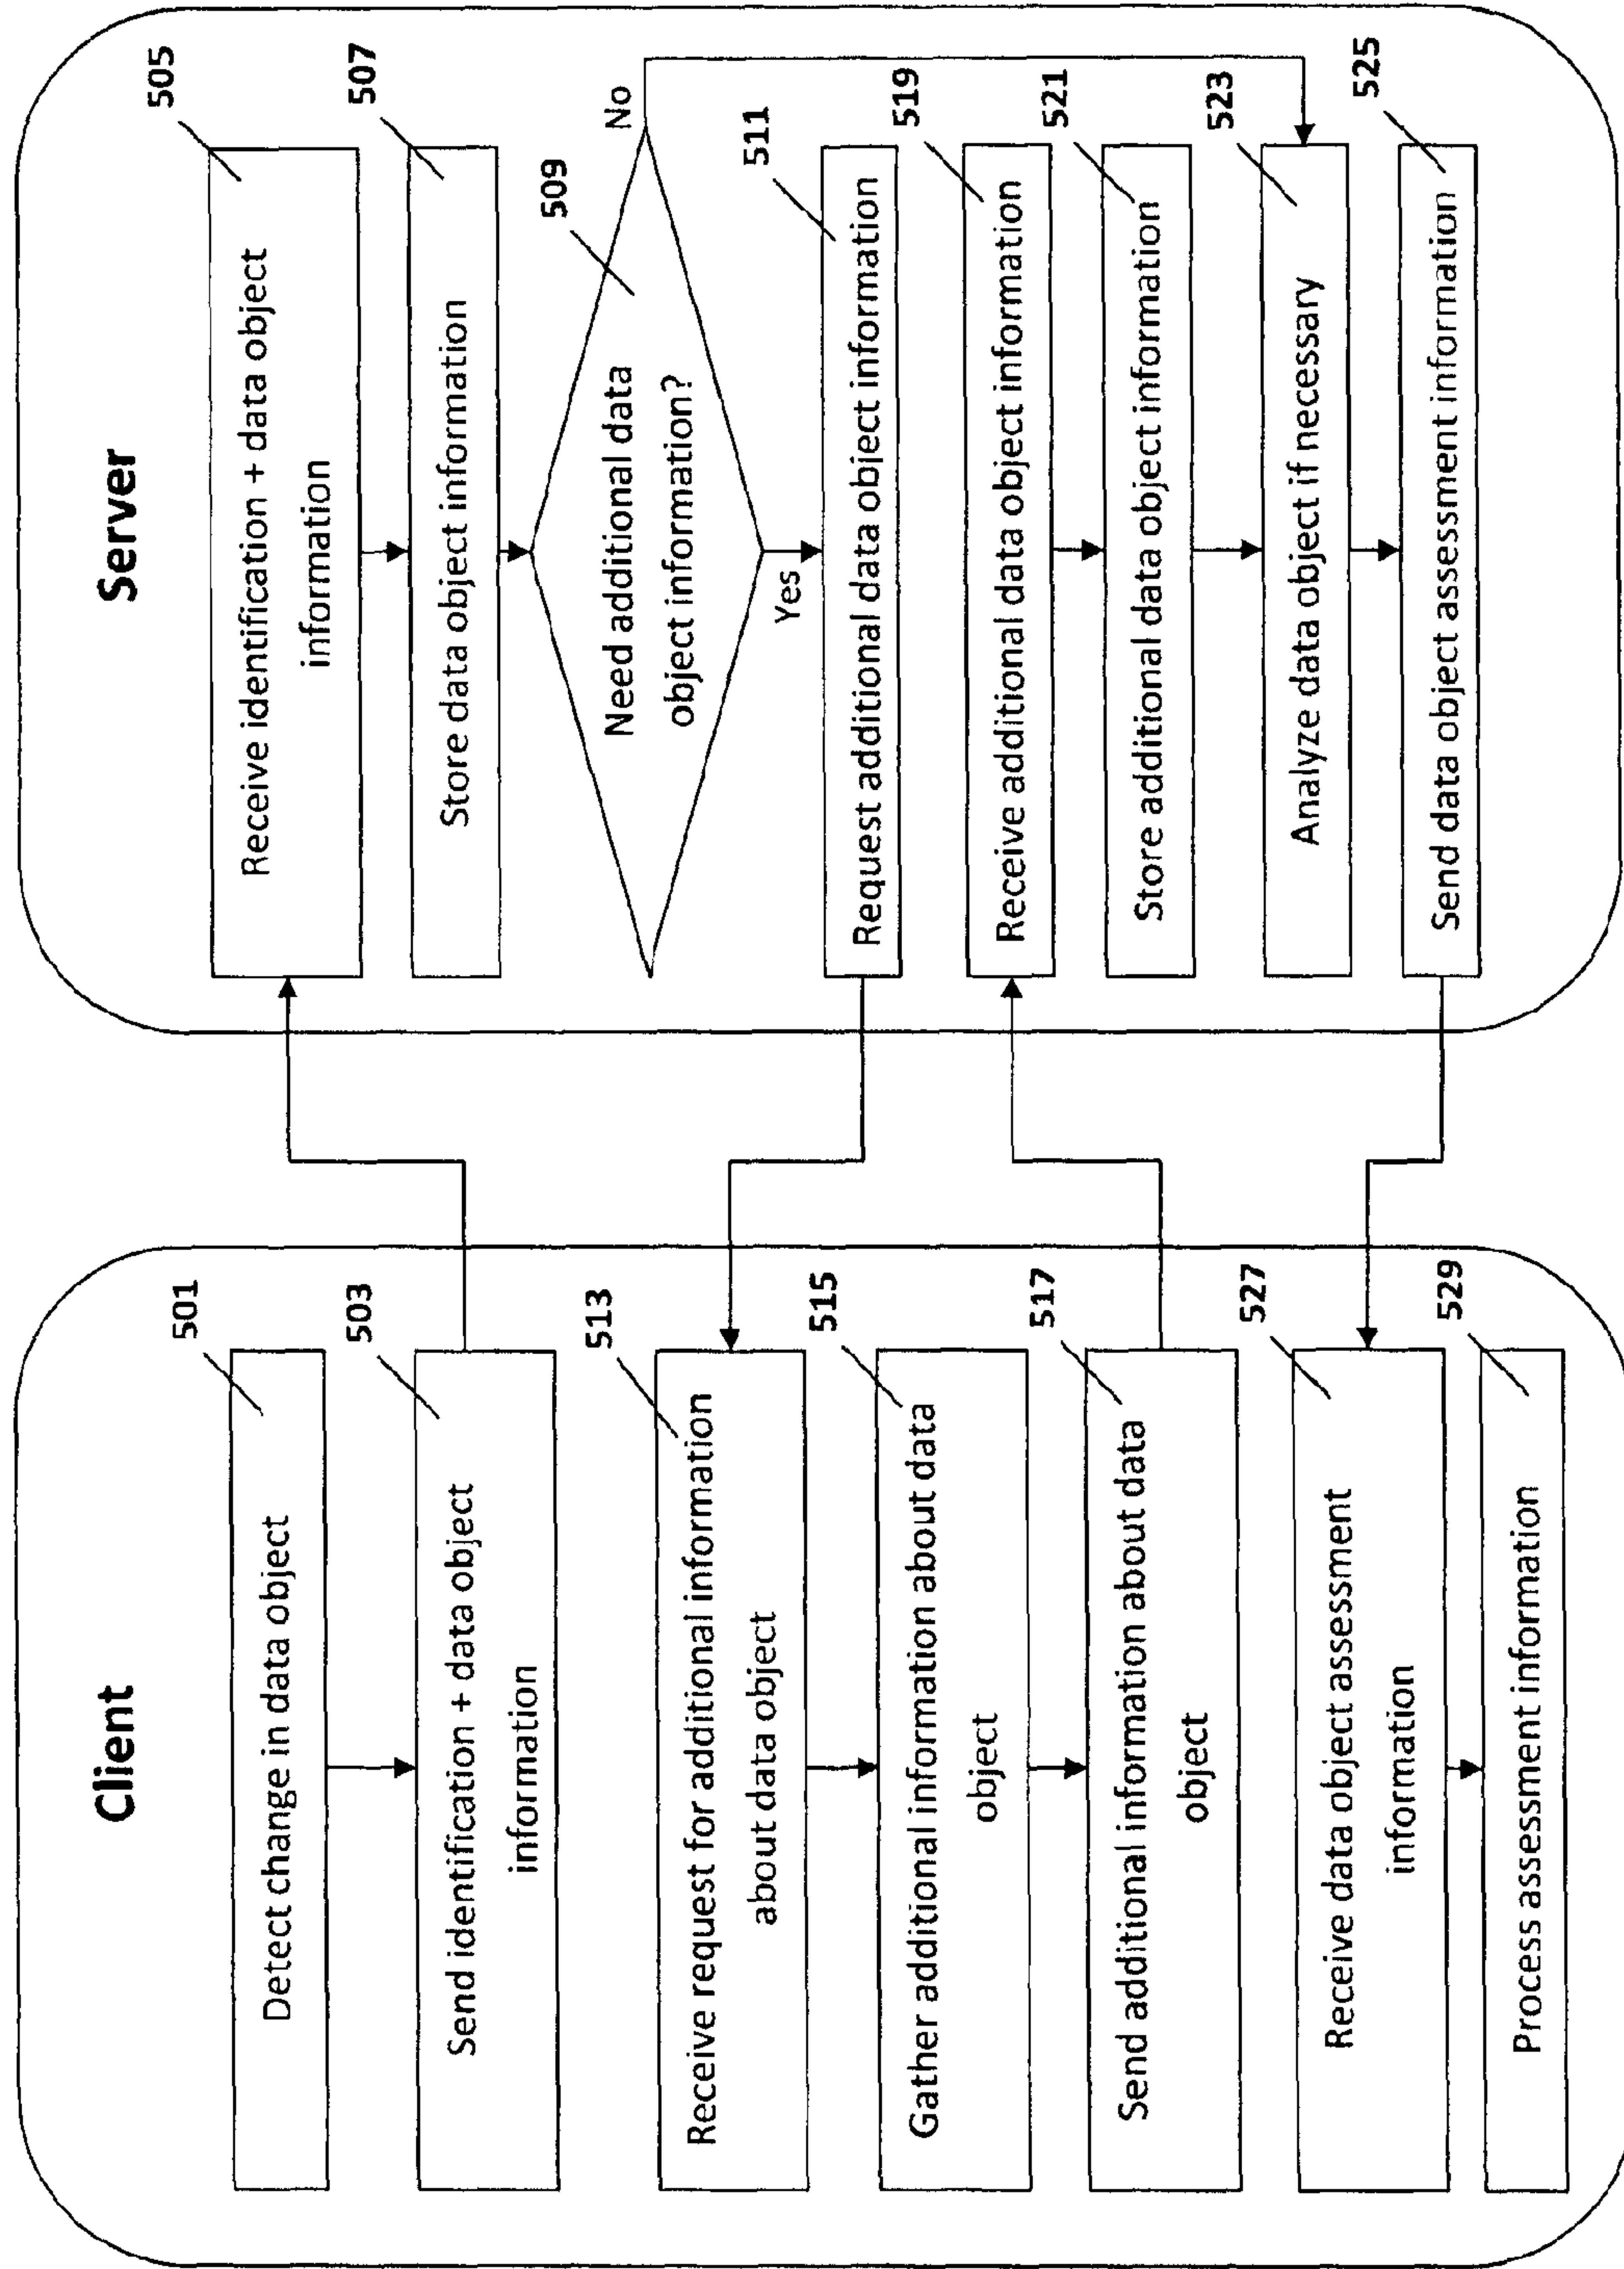 Client
501
Detect change in data object
503
Send identification + data object
information
513
Receive request for additional information
about data object
515
Gather additional information about data
object
517
Send additional information about data
object
527
Receive data object assessment
information
529
Process assessment information
Server
505
Receive identification + data object
information
507
Store data object information
509
Need additional data
object information?
No
Yes
511
Request additional data object information
519
Receive additional data object information
521
Store additional data object information
523
Analyze data object if necessary
525
Send data object assessment information